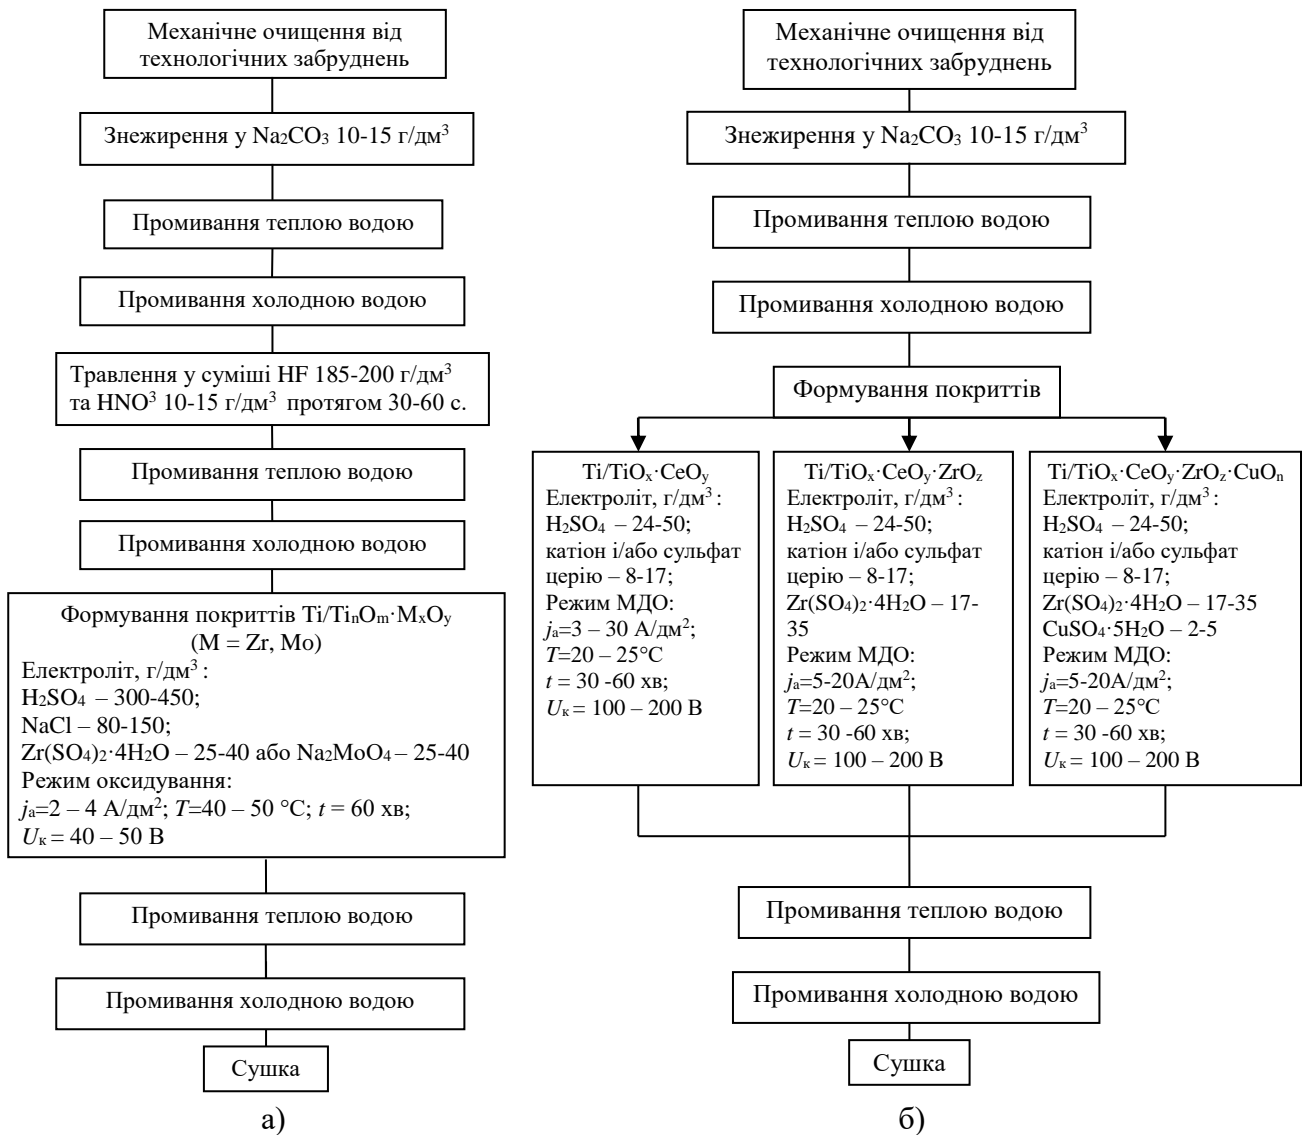 Механічне очищення від
технологічних забруднень
Знежирення у Na₂CO₃ 10-15 г/дм³
Промивання теплою водою
Промивання холодною водою
Травлення у суміші HF 185-200 г/дм³
та HNO³ 10-15 г/дм³ протягом 30-60 с.
Промивання теплою водою
Промивання холодною водою
Формування покриттів Ti/TiₙOₘ·MₓOᵧ
(M = Zr, Mo)
Електроліт, г/дм³ :
H₂SO₄ – 300-450;
NaCl – 80-150;
Zr(SO₄)₂·4H₂O – 25-40 або Na₂MoO₄ – 25-40
Режим оксидування:
jₐ=2 – 4 А/дм²; T=40 – 50 °C; t = 60 хв;
Uк = 40 – 50 В
Промивання теплою водою
Промивання холодною водою
Сушка
а)
Механічне очищення від
технологічних забруднень
Знежирення у Na₂CO₃ 10-15 г/дм³
Промивання теплою водою
Промивання холодною водою
Формування покриттів
Ti/TiOₓ·CeOᵧ
Електроліт, г/дм³ :
H₂SO₄ – 24-50;
катіон і/або сульфат
церію – 8-17;
Режим МДО:
jₐ=3 – 30 А/дм²;
T=20 – 25°C
t = 30 -60 хв;
Uк = 100 – 200 В
Ti/TiOₓ·CeOᵧ·ZrO_z
Електроліт, г/дм³ :
H₂SO₄ – 24-50;
катіон і/або сульфат
церію – 8-17;
Zr(SO₄)₂·4H₂O – 17-
35
Режим МДО:
jₐ=5-20А/дм²;
T=20 – 25°C
t = 30 -60 хв;
Uк = 100 – 200 В
Ti/TiOₓ·CeOᵧ·ZrO_z·CuOₙ
Електроліт, г/дм³ :
H₂SO₄ – 24-50;
катіон і/або сульфат
церію – 8-17;
Zr(SO₄)₂·4H₂O – 17-35
CuSO₄·5H₂O – 2-5
Режим МДО:
jₐ=5-20А/дм²;
T=20 – 25°C
t = 30 -60 хв;
Uк = 100 – 200 В
Промивання теплою водою
Промивання холодною водою
Сушка
б)